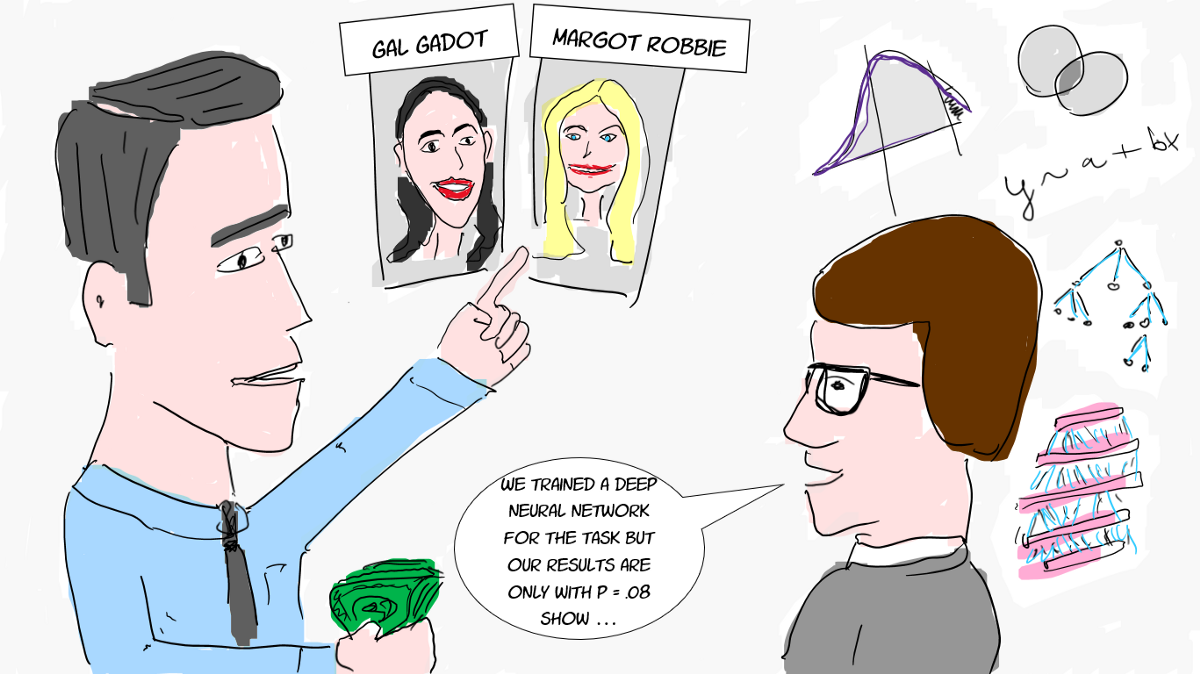 GAL GADOT
MARGOT ROBBIE
y ~ a + bx
WE TRAINED A DEEP
NEURAL NETWORK
FOR THE TASK BUT
OUR RESULTS ARE
ONLY WITH P = .08
SHOW ...